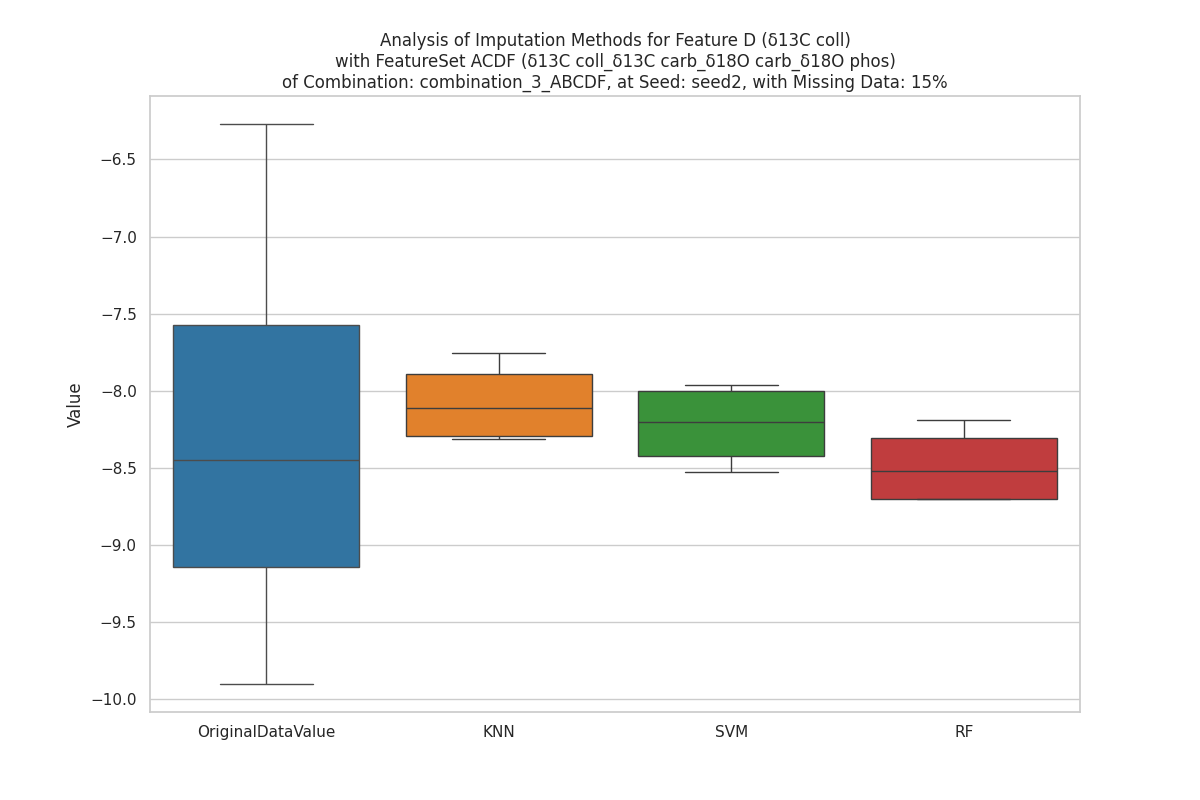 Analysis of Imputation Methods for Feature D (δ13C coll)
with FeatureSet ACDF (δ13C coll_δ13C carb_δ18O carb_δ18O phos)
of Combination: combination_3_ABCDF, at Seed: seed2, with Missing Data: 15%
Value
−6.5
−7.0
−7.5
−8.0
−8.5
−9.0
−9.5
−10.0
OriginalDataValue
KNN
SVM
RF